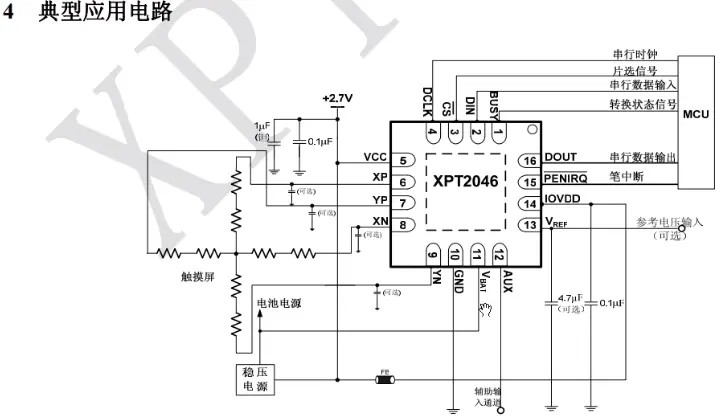 4 典型应用电路
XPT
串行时钟
片选信号
串行数据输入
转换状态信号
MCU
+2.7V
1μF
0.1μF
DCLK
CS
DIN
BUSY
4
3
2
1
VCC
5
XP
6
YP
7
XN
8
XPT2046
16
DOUT
串行数据输出
15
PENIRQ
笔中断
14
IOVDD
13
VREF
参考电压输入
(可选)
(可选)
(可选)
(可选)
(可选)
9
10
11
12
YN
GND
VBAT
AUX
触摸屏
电池电源
4.7μF
(可选)
0.1μF
稳压
电源
FE
辅助输
入通道